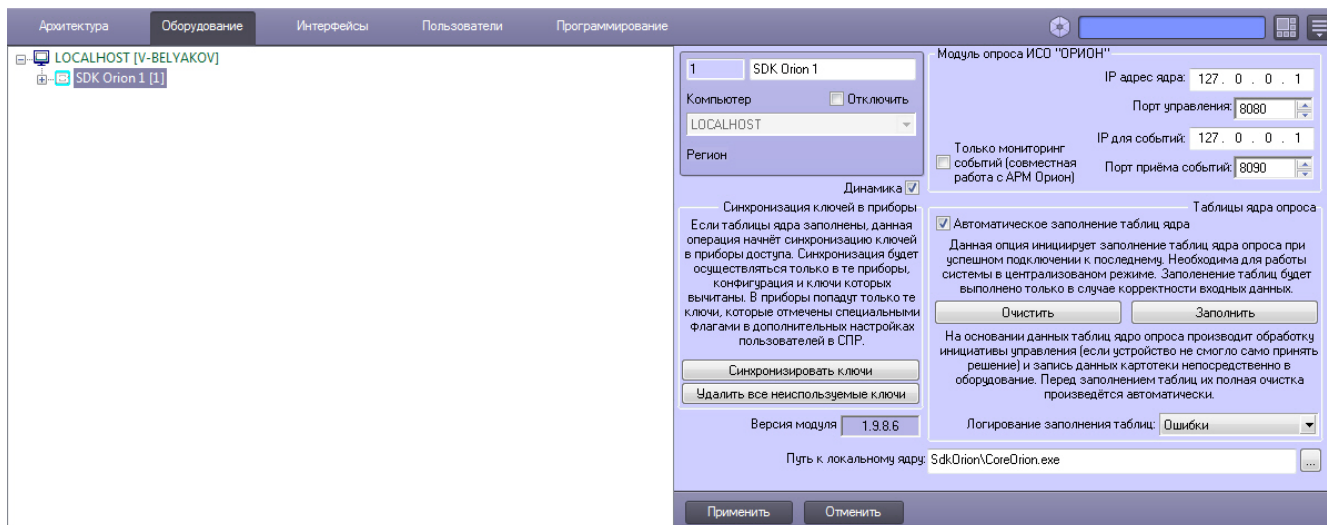 Архитектура
Оборудование
Интерфейсы
Пользователи
Программирование
LOCALHOST [V-BELYAKOV]
SDK Orion 1 [1]
1
SDK Orion 1
Компьютер
Отключить
LOCALHOST
Регион
Динамика
Синхронизация ключей в приборы
Если таблицы ядра заполнены, данная
операция начнёт синхронизацию ключей
в приборы доступа. Синхронизация будет
осуществляться только в те приборы,
конфигурация и ключи которых
вычитаны. В приборы попадут только те
ключи, которые отмечены специальными
флагами в дополнительных настройках
пользователей в СПР.
Синхронизировать ключи
Удалить все неиспользуемые ключи
Версия модуля
1.9.8.6
Модуль опроса ИСО "ОРИОН"
IP адрес ядра: 127 . 0 . 0 . 1
Порт управления: 8080
IP для событий: 127 . 0 . 0 . 1
Порт приёма событий: 8090
Только мониторинг
событий (совместная
работа с АРМ Орион)
Таблицы ядра опроса
Автоматическое заполнение таблиц ядра
Данная опция инициирует заполнение таблиц ядра опроса при
успешном подключении к последнему. Необходима для работы
системы в централизованом режиме. Заполенение таблиц будет
выполнено только в случае корректности входных данных.
Очистить
Заполнить
На основании данных таблиц ядро опроса производит обработку
инициативы управления (если устройство не смогло само принять
решение) и запись данных картотеки непосредственно в
оборудование. Перед заполнением таблиц их полная очистка
произведётся автоматически.
Логирование заполнения таблиц: Ошибки
Путь к локальному ядру: SdkOrion\CoreOrion.exe
...
Применить
Отменить